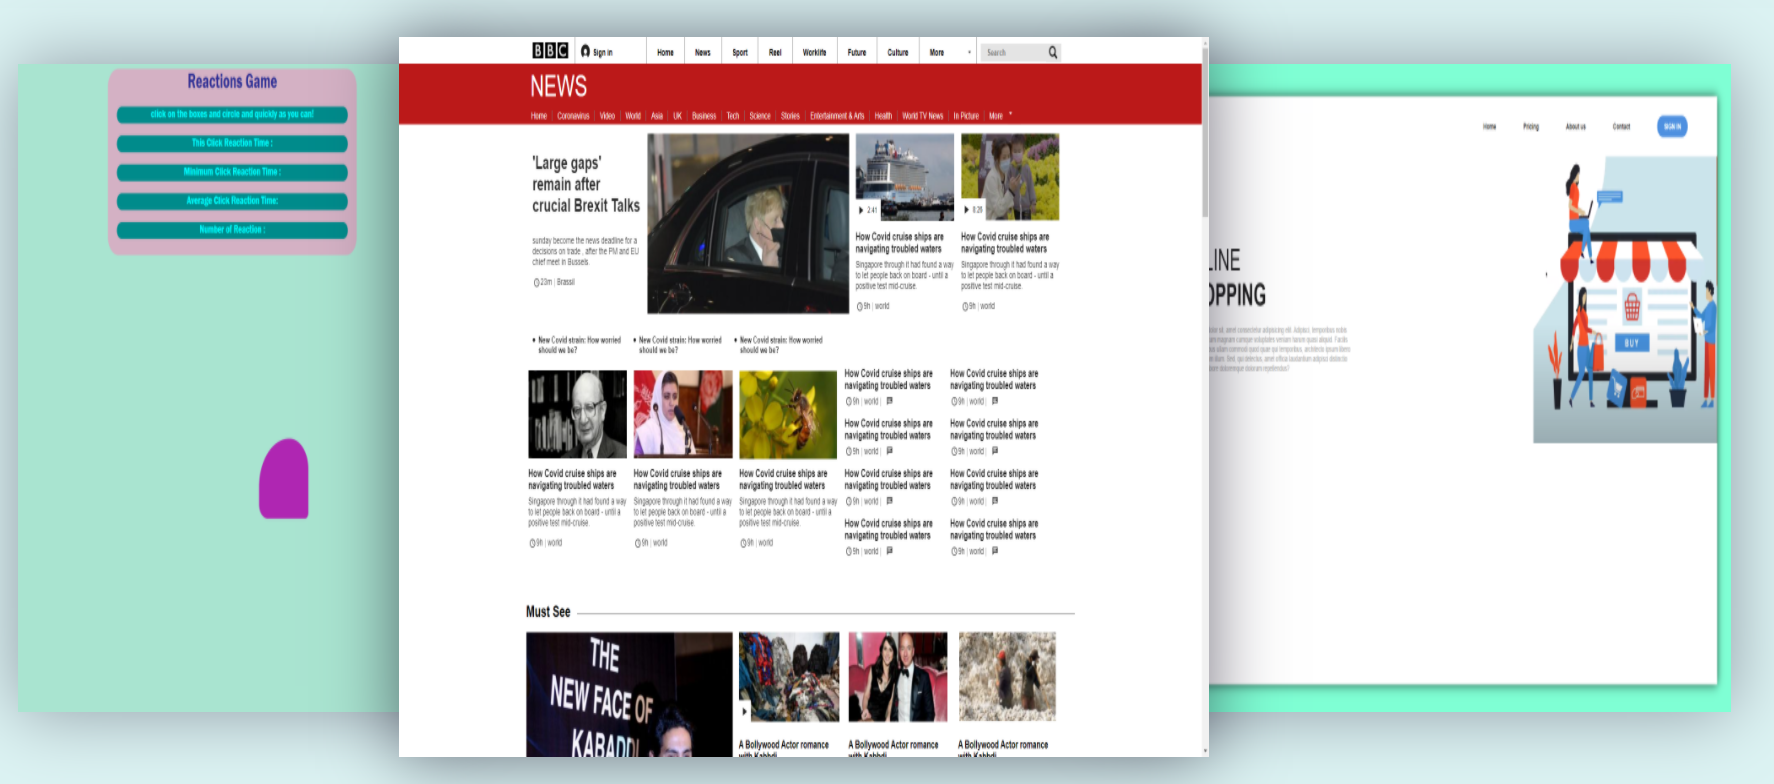 Reactions Game
click on the boxes and circle and quickly as you can!
This Click Reaction Time :
Minimum Click Reaction Time :
Average Click Reaction Time:
Number of Reaction :
BBC Sign in Home News Sport Reel Worklife Future Culture More Search
NEWS
Home Coronavirus Video World Asia UK Business Tech Science Stories Entertainment & Arts Health World TV News In Picture More
'Large gaps'
remain after
crucial Brexit Talks
sunday become the news deadline for a
decisions on trade , after the PM and EU
chief meet in Bussels.
23m | Brassil
2:41
How Covid cruise ships are
navigating troubled waters
Singapore through it had found a way
to let people back on board - until a
positive test mid-cruise.
9h | world
8:25
How Covid cruise ships are
navigating troubled waters
Singapore through it had found a way
to let people back on board - until a
positive test mid-cruise.
9h | world
New Covid strain: How worried
should we be?
New Covid strain: How worried
should we be?
New Covid strain: How worried
should we be?
How Covid cruise ships are
navigating troubled waters
Singapore through it had found a way
to let people back on board - until a
positive test mid-cruise.
9h | world
How Covid cruise ships are
navigating troubled waters
Singapore through it had found a way
to let people back on board - until a
positive test mid-cruise.
9h | world
How Covid cruise ships are
navigating troubled waters
Singapore through it had found a way
to let people back on board - until a
positive test mid-cruise.
9h | world
How Covid cruise ships are
navigating troubled waters
9h | world |
How Covid cruise ships are
navigating troubled waters
9h | world |
How Covid cruise ships are
navigating troubled waters
9h | world |
How Covid cruise ships are
navigating troubled waters
9h | world |
How Covid cruise ships are
navigating troubled waters
9h | world |
How Covid cruise ships are
navigating troubled waters
9h | world |
How Covid cruise ships are
navigating troubled waters
9h | world |
How Covid cruise ships are
navigating troubled waters
9h | world |
Must See
THE
NEW FACE OF
KABADDI
A Bollywood Actor romance
with Kabhdi
A Bollywood Actor romance
with Kabhdi
A Bollywood Actor romance
with Kabhdi
Home Pricing About us Contact SIGN IN
LINE
OPPING
BUY